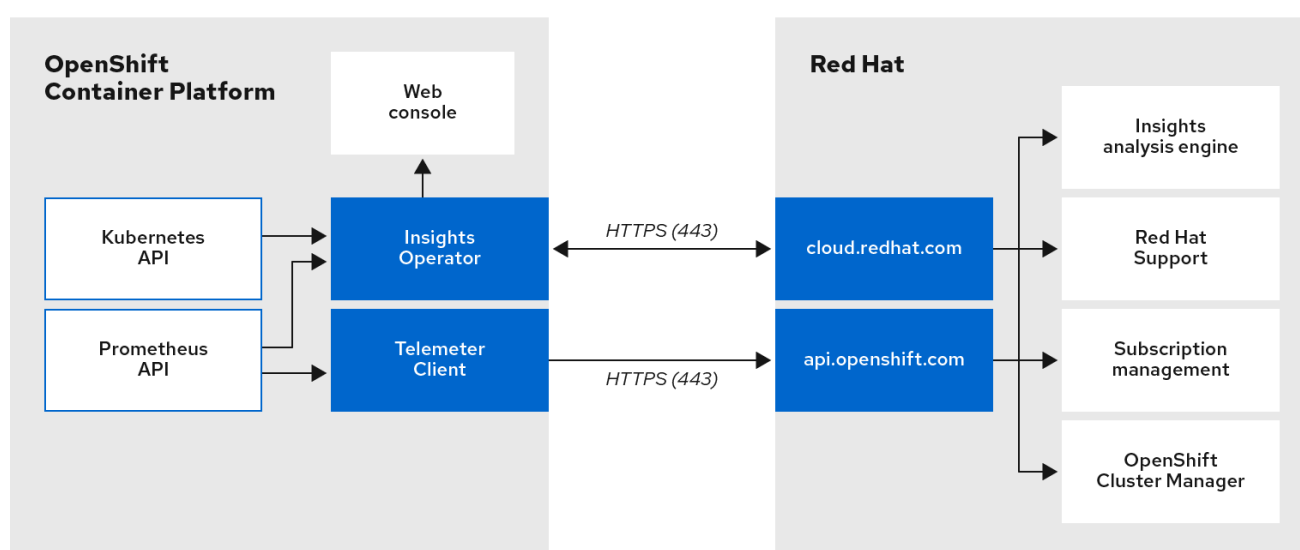 OpenShift
Container Platform
Web
console
Kubernetes
API
Insights
Operator
Prometheus
API
Telemeter
Client
HTTPS (443)
HTTPS (443)
Red Hat
cloud.redhat.com
api.openshift.com
Insights
analysis engine
Red Hat
Support
Subscription
management
OpenShift
Cluster Manager